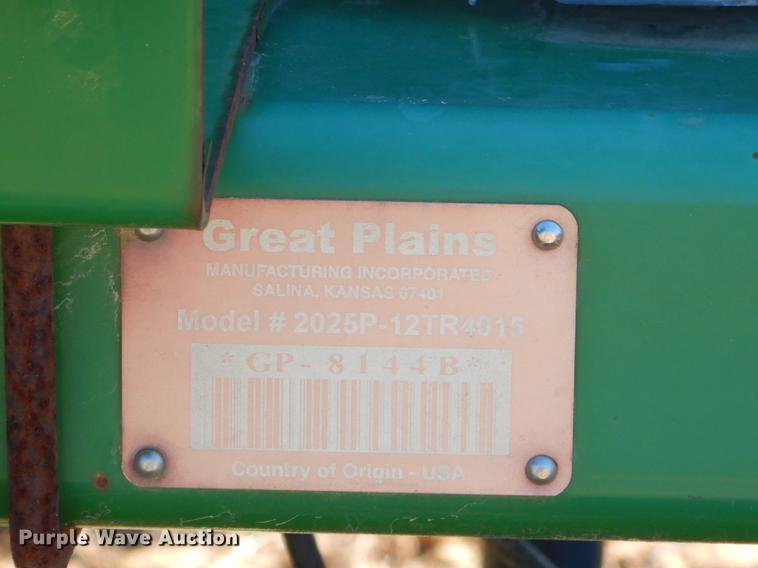 Great Plains
MANUFACTURING INCORPORATED
SALINA, KANSAS 67401
Model # 2025P-12TR4015
*GP-8144B*
Country of Origin - USA
Purple Wave Auction